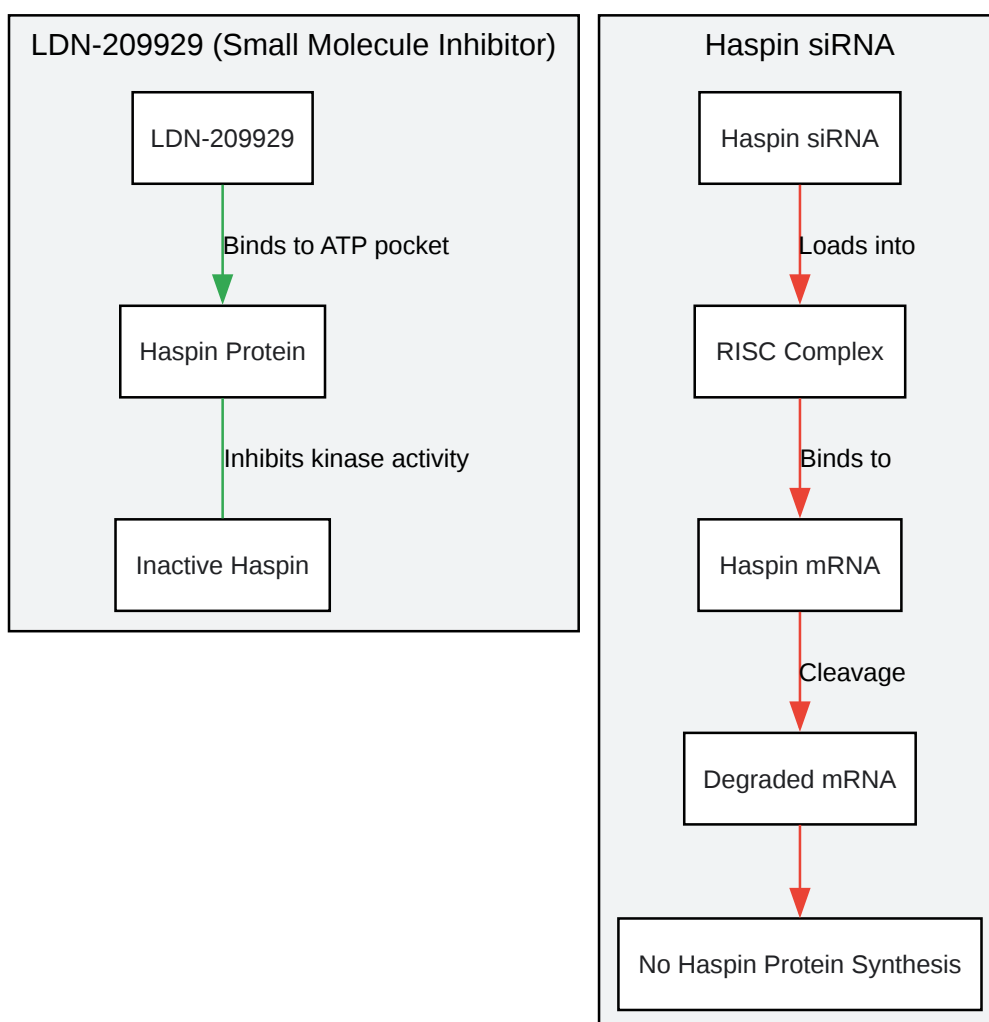 LDN-209929 (Small Molecule Inhibitor)
LDN-209929
Binds to ATP pocket
Haspin Protein
Inhibits kinase activity
Inactive Haspin
Haspin siRNA
Haspin siRNA
Loads into
RISC Complex
Binds to
Haspin mRNA
Cleavage
Degraded mRNA
No Haspin Protein Synthesis